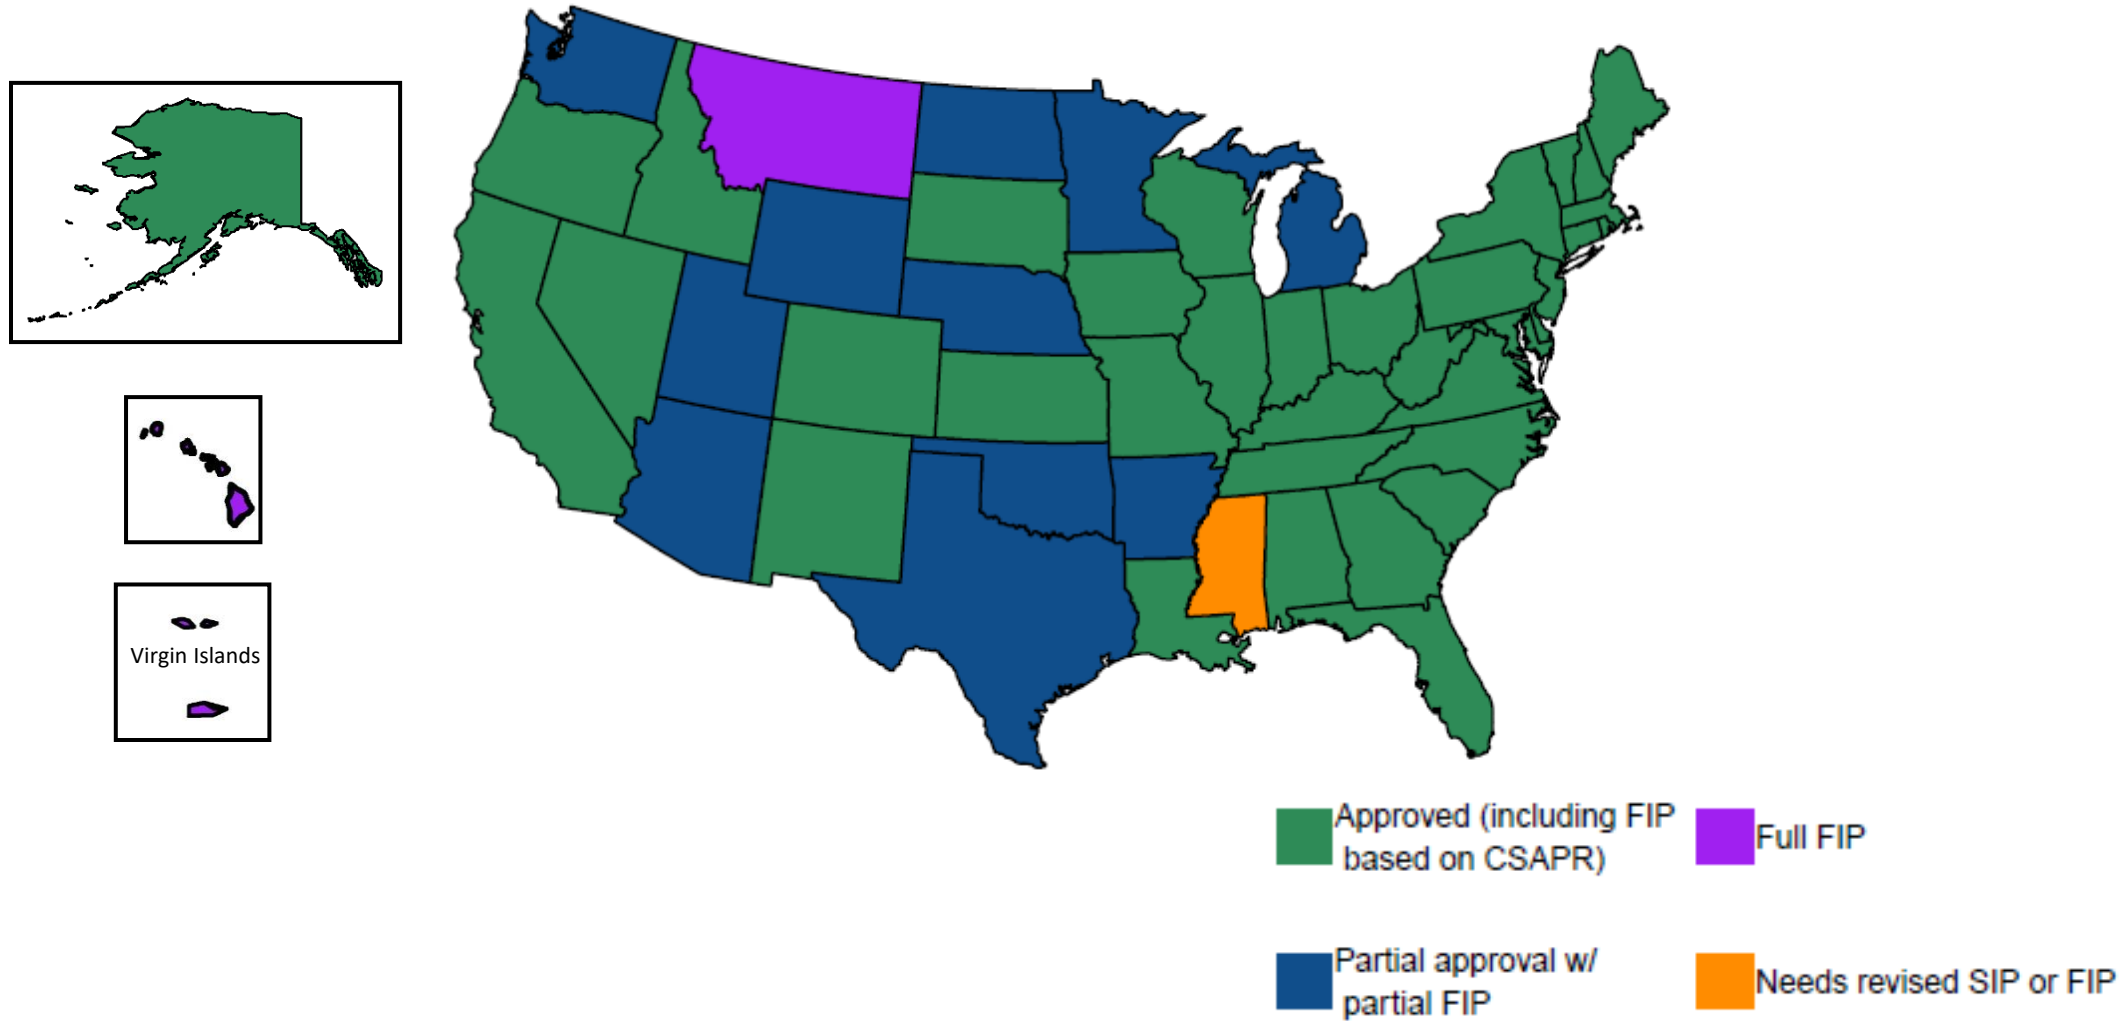 Virgin Islands
Approved (including FIP
based on CSAPR)
Full FIP
Partial approval w/
partial FIP
Needs revised SIP or FIP